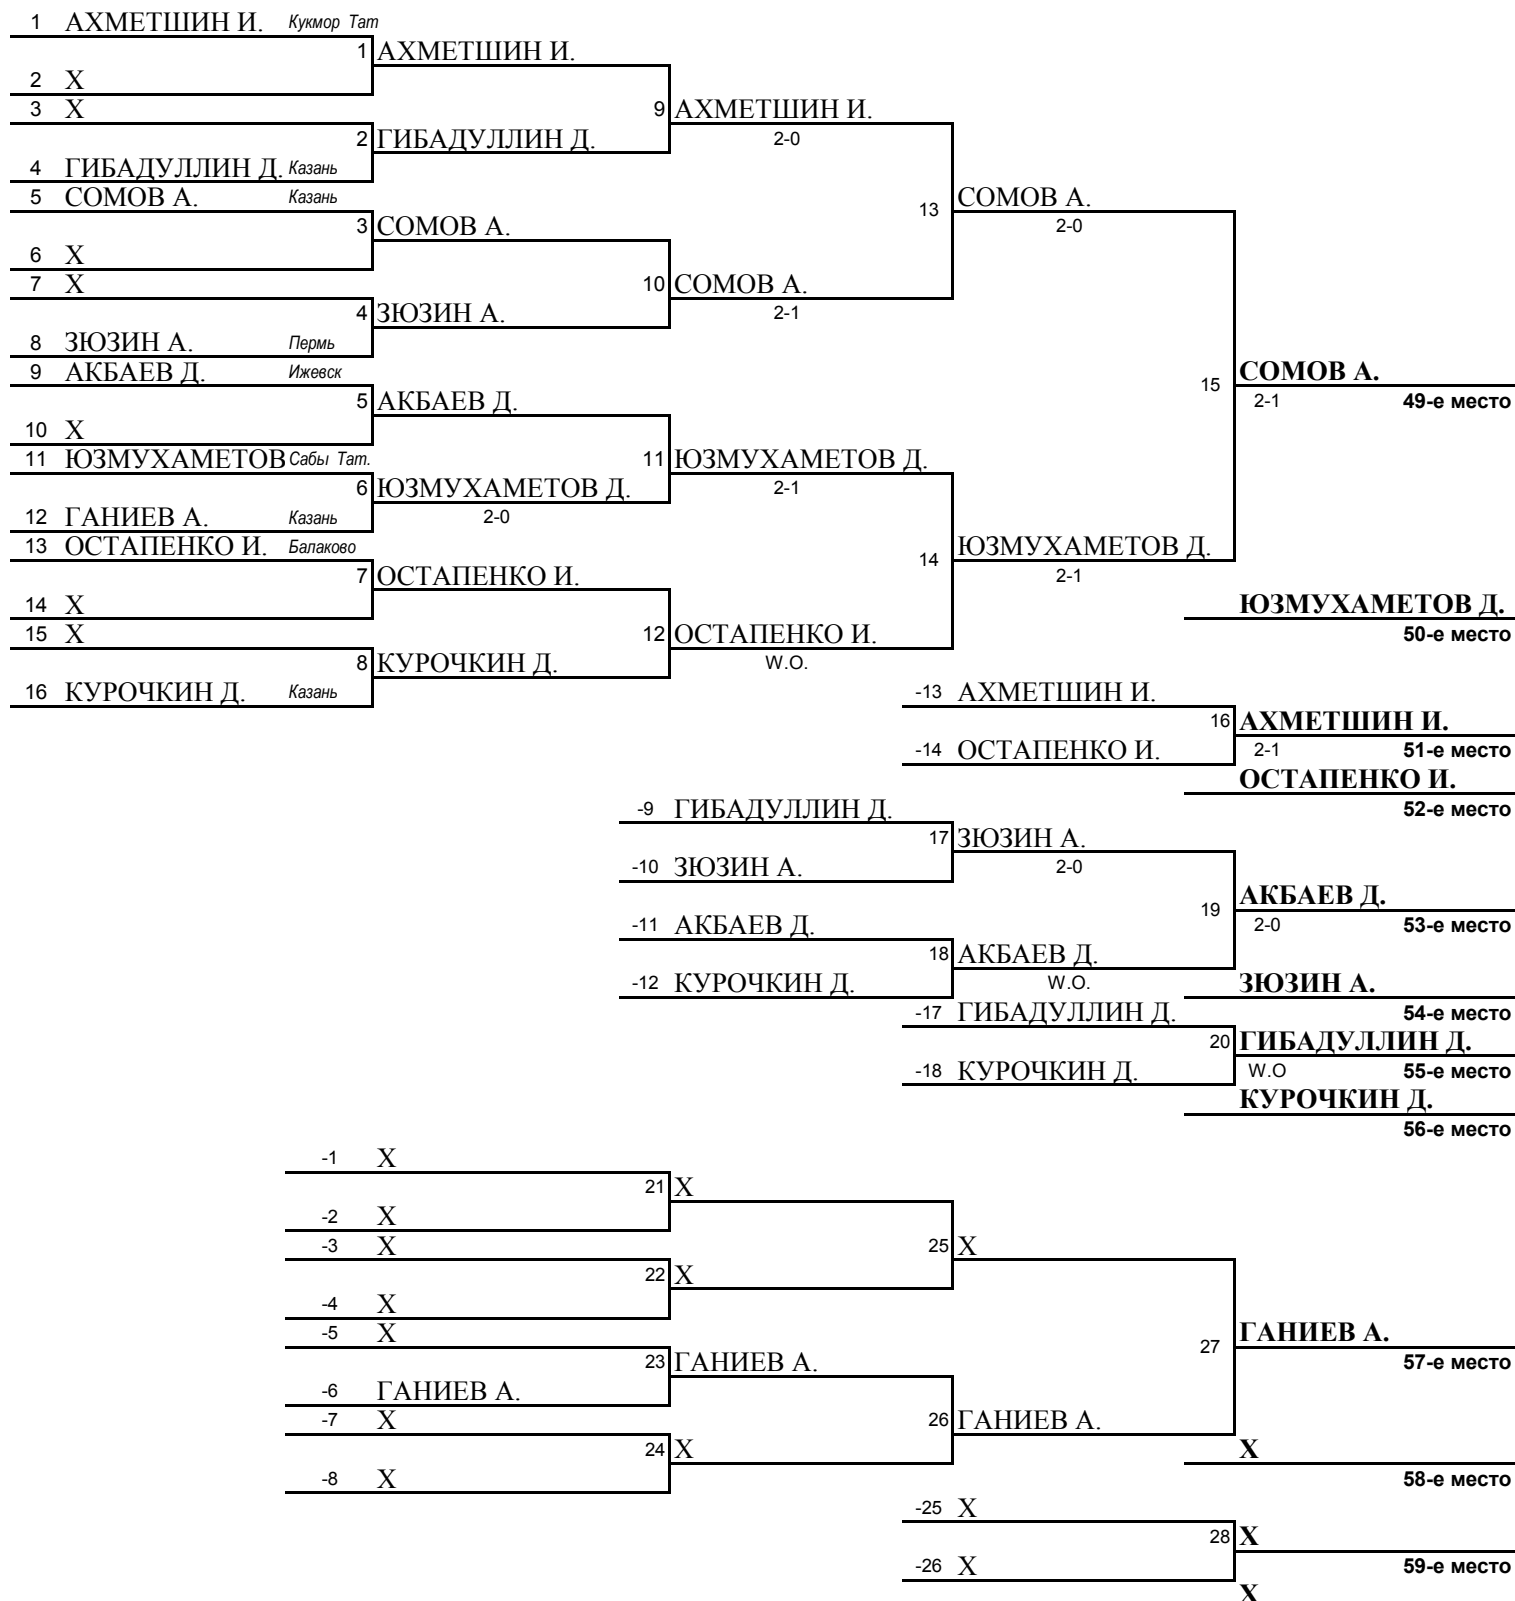 1 АХМЕТШИН И. Кукмор Тат
1 АХМЕТШИН И.
2 Х
3 Х
9 АХМЕТШИН И.
2-0
2 ГИБАДУЛЛИН Д.
4 ГИБАДУЛЛИН Д. Казань
5 СОМОВ А. Казань
13 СОМОВ А.
2-0
3 СОМОВ А.
6 Х
7 Х
10 СОМОВ А.
2-1
4 ЗЮЗИН А.
8 ЗЮЗИН А. Пермь
9 АКБАЕВ Д. Ижевск
15 СОМОВ А.
2-1 49-е место
5 АКБАЕВ Д.
10 Х
11 ЮЗМУХАМЕТОВ Сабы Тат.
11 ЮЗМУХАМЕТОВ Д.
2-1
6 ЮЗМУХАМЕТОВ Д.
2-0
12 ГАНИЕВ А. Казань
13 ОСТАПЕНКО И. Балаково
14 ЮЗМУХАМЕТОВ Д.
2-1
7 ОСТАПЕНКО И.
14 Х
ЮЗМУХАМЕТОВ Д.
50-е место
15 Х
12 ОСТАПЕНКО И.
W.O.
8 КУРОЧКИН Д.
16 КУРОЧКИН Д. Казань
-13 АХМЕТШИН И.
16 АХМЕТШИН И.
2-1 51-е место
-14 ОСТАПЕНКО И.
ОСТАПЕНКО И.
52-е место
-9 ГИБАДУЛЛИН Д.
17 ЗЮЗИН А.
2-0
-10 ЗЮЗИН А.
19 АКБАЕВ Д.
2-0 53-е место
-11 АКБАЕВ Д.
18 АКБАЕВ Д.
W.O.
-12 КУРОЧКИН Д.
ЗЮЗИН А.
54-е место
-17 ГИБАДУЛЛИН Д.
20 ГИБАДУЛЛИН Д.
W.O 55-е место
-18 КУРОЧКИН Д.
КУРОЧКИН Д.
56-е место
-1 Х
21 Х
-2 Х
-3 Х
25 Х
22 Х
-4 Х
-5 Х
27 ГАНИЕВ А.
57-е место
23 ГАНИЕВ А.
-6 ГАНИЕВ А.
-7 Х
26 ГАНИЕВ А.
24 Х
-8 Х
Х
58-е место
-25 Х
28 Х
59-е место
-26 Х
Х